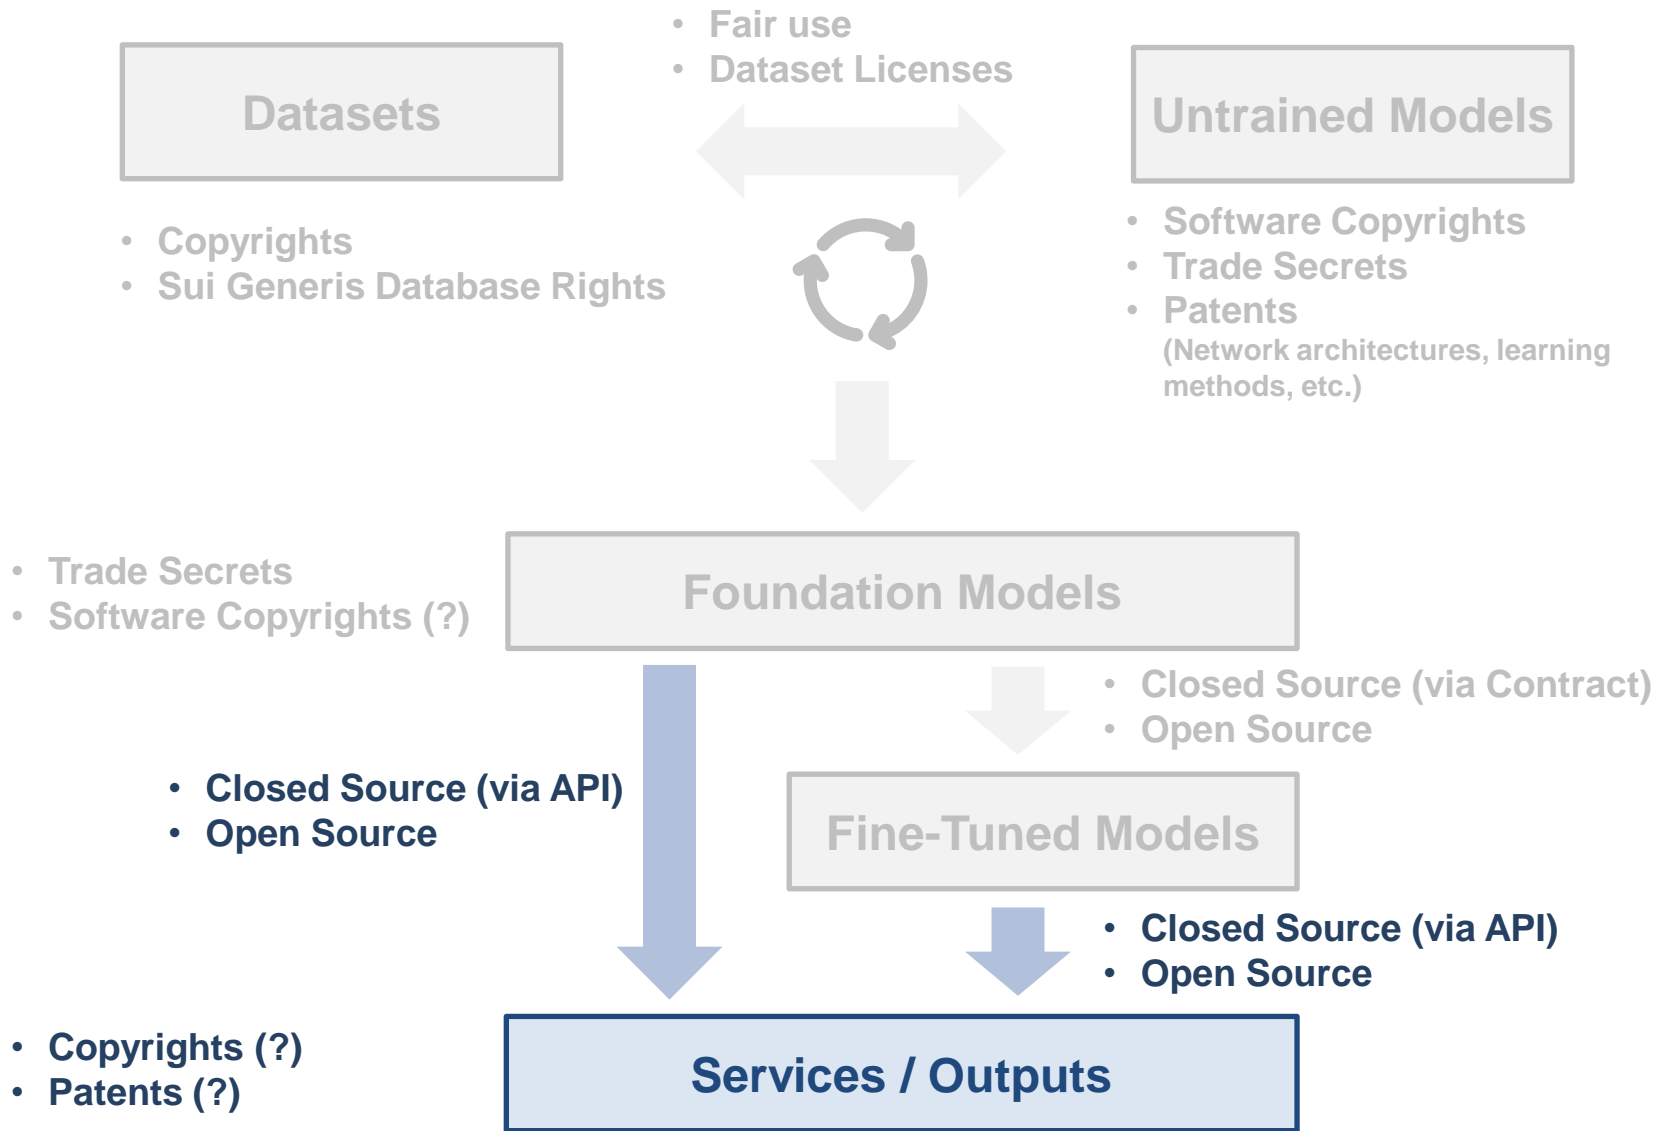 • Fair use
• Dataset Licenses
Datasets
Untrained Models
• Copyrights
• Sui Generis Database Rights
• Software Copyrights
• Trade Secrets
• Patents
(Network architectures, learning
methods, etc.)
• Trade Secrets
• Software Copyrights (?)
Foundation Models
• Closed Source (via Contract)
• Open Source
• Closed Source (via API)
• Open Source
Fine-Tuned Models
• Closed Source (via API)
• Open Source
• Copyrights (?)
• Patents (?)
Services / Outputs